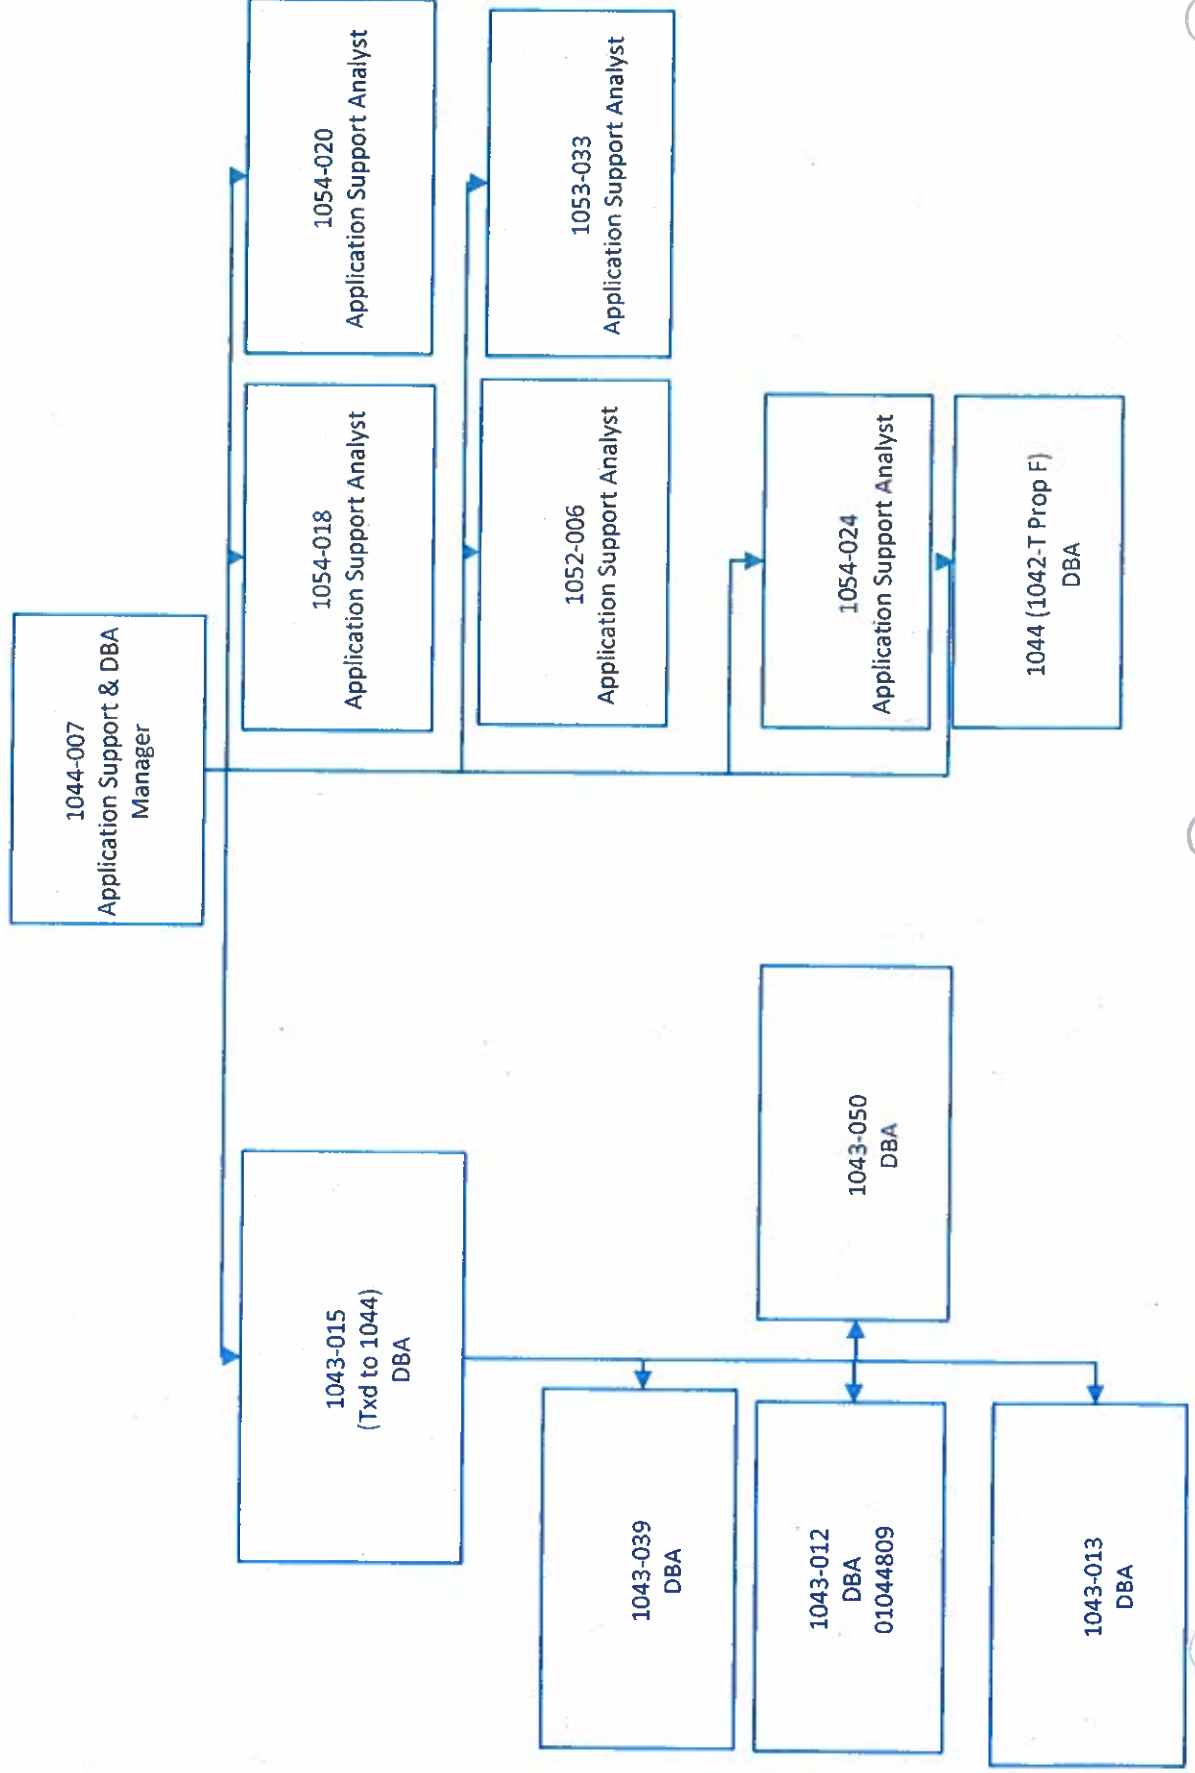 1044-007
Application Support & DBA
Manager
1043-015
(Txd to 1044)
DBA
1054-018
Application Support Analyst
1054-020
Application Support Analyst
1052-006
Application Support Analyst
1053-033
Application Support Analyst
1043-039
DBA
1043-012
DBA
01044809
1043-050
DBA
1054-024
Application Support Analyst
1044 (1042-T Prop F)
DBA
1043-013
DBA